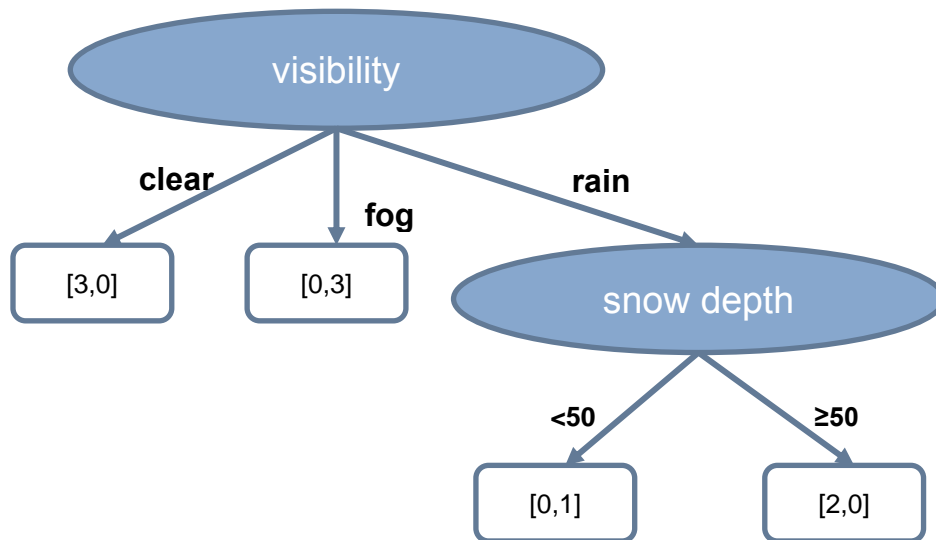 visibility
clear
fog
rain
[3,0]
[0,3]
snow depth
<50
≥50
[0,1]
[2,0]